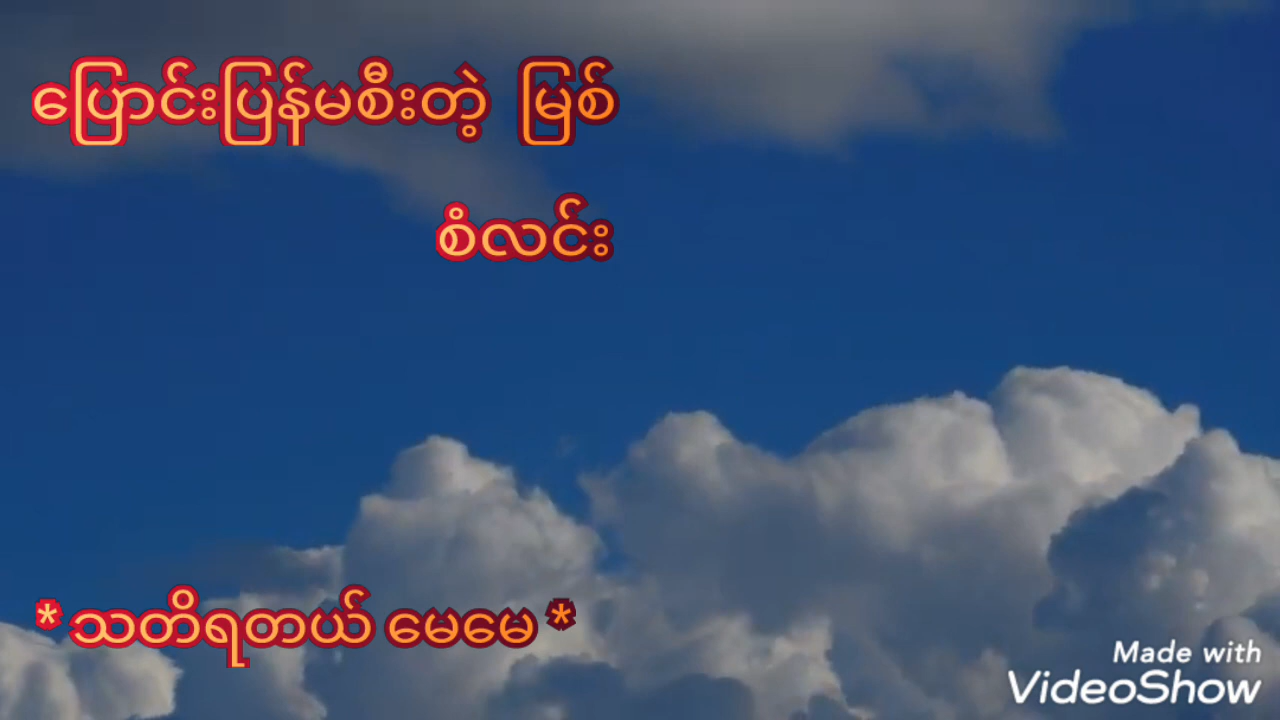 ပြောင်းပြန်မစီးတဲ့ မြစ်
စံလင်း
*သတိရတယ် မေမေ*
Made with
VideoShow